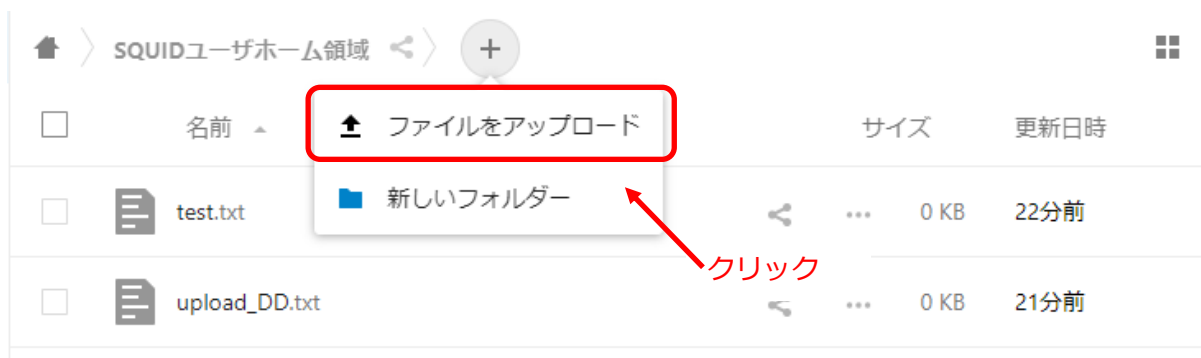 SQUIDユーザホーム領域
名前 サイズ 更新日時
ファイルをアップロード
新しいフォルダー
test.txt 0 KB 22分前
クリック
upload_DD.txt 0 KB 21分前